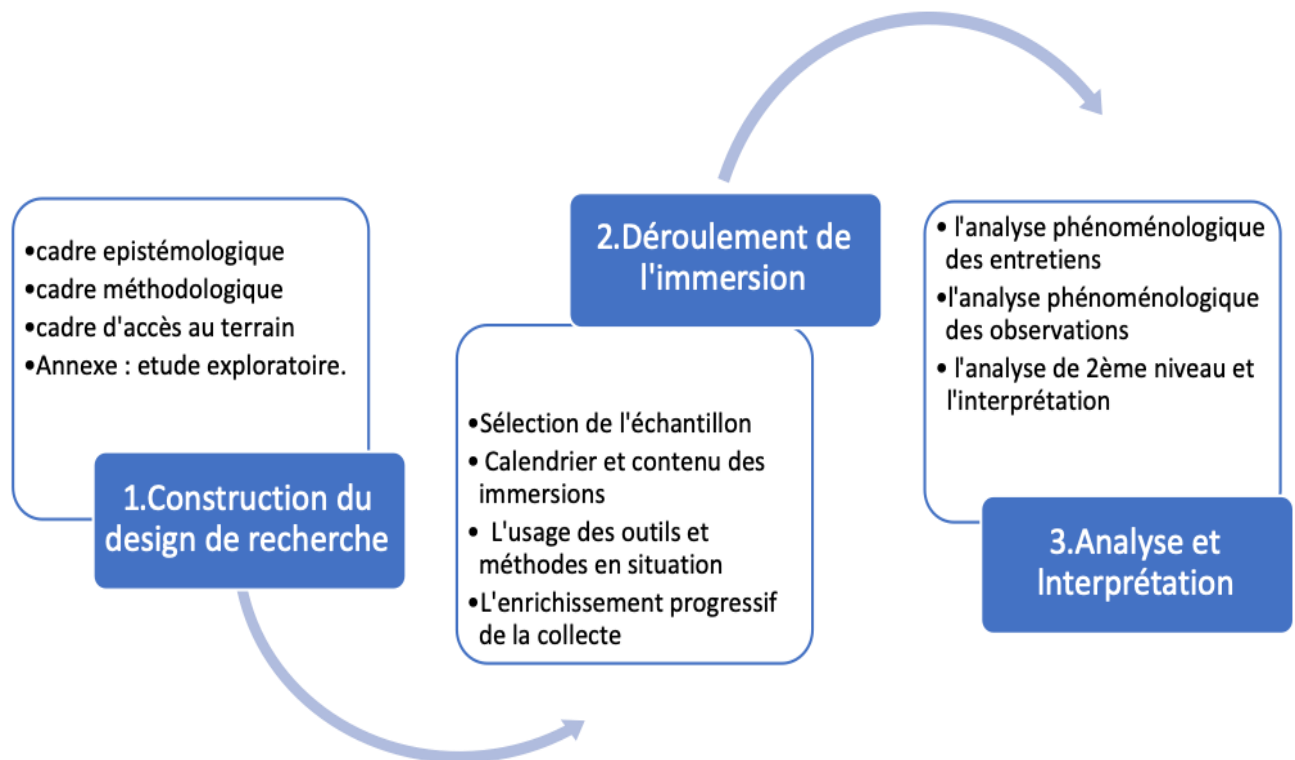 •cadre epistémologique
•cadre méthodologique
•cadre d'accès au terrain
•Annexe : etude exploratoire.
1.Construction du
design de recherche
2.Déroulement de
l'immersion
•Sélection de l'échantillon
• Calendrier et contenu des
immersions
• L'usage des outils et
méthodes en situation
•L'enrichissement progressif
de la collecte
• l'analyse phénoménologique
des entretiens
•l'analyse phénoménologique
des observations
• l'analyse de 2ème niveau et
l'interprétation
3.Analyse et
Interprétation